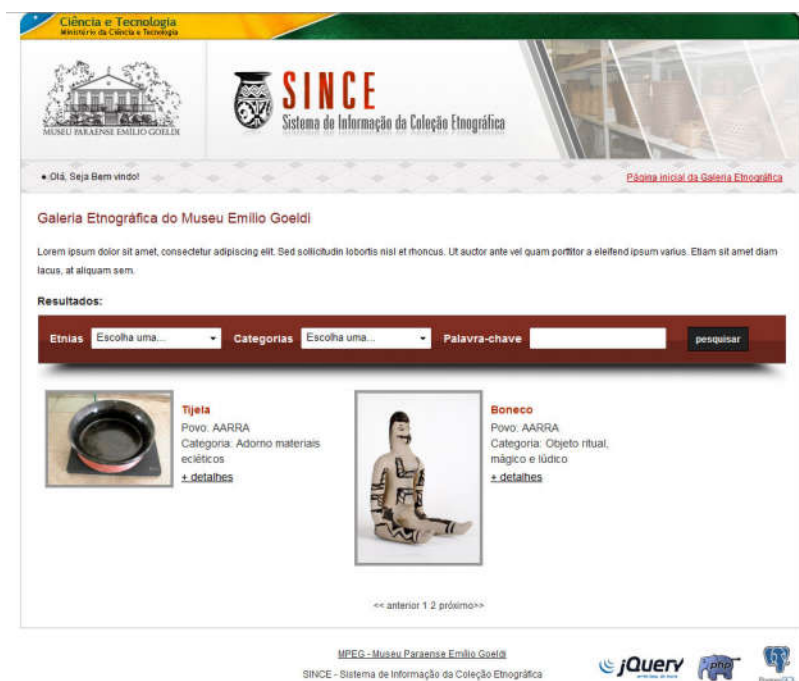 Ciência e Tecnologia
Ministério da Ciência e Tecnologia
MUSEU PARAENSE EMÍLIO GOELDI
SINCE
Sistema de Informação da Coleção Etnográfica
• Olá, Seja Bem vindo!
Página inicial da Galeria Etnográfica
Galeria Etnográfica do Museu Emílio Goeldi
Lorem ipsum dolor sit amet, consectetur adipiscing elit. Sed sollicitudin lobortis nisl et rhoncus. Ut auctor ante vel quam porttitor a eleifend ipsum varius. Etiam sit amet diam
lacus, at aliquam sem.
Resultados:
Etnias Escolha uma... Categorias Escolha uma... Palavra-chave pesquisar
Tijela
Povo: AARRA
Categoria: Adorno materiais
ecléticos
+ detalhes
Boneco
Povo: AARRA
Categoria: Objeto ritual,
mágico e lúdico
+ detalhes
<< anterior 1 2 próximo>>
MPEG - Museu Paraense Emílio Goeldi
SINCE - Sistema de Informação da Coleção Etnográfica
jQuery
php